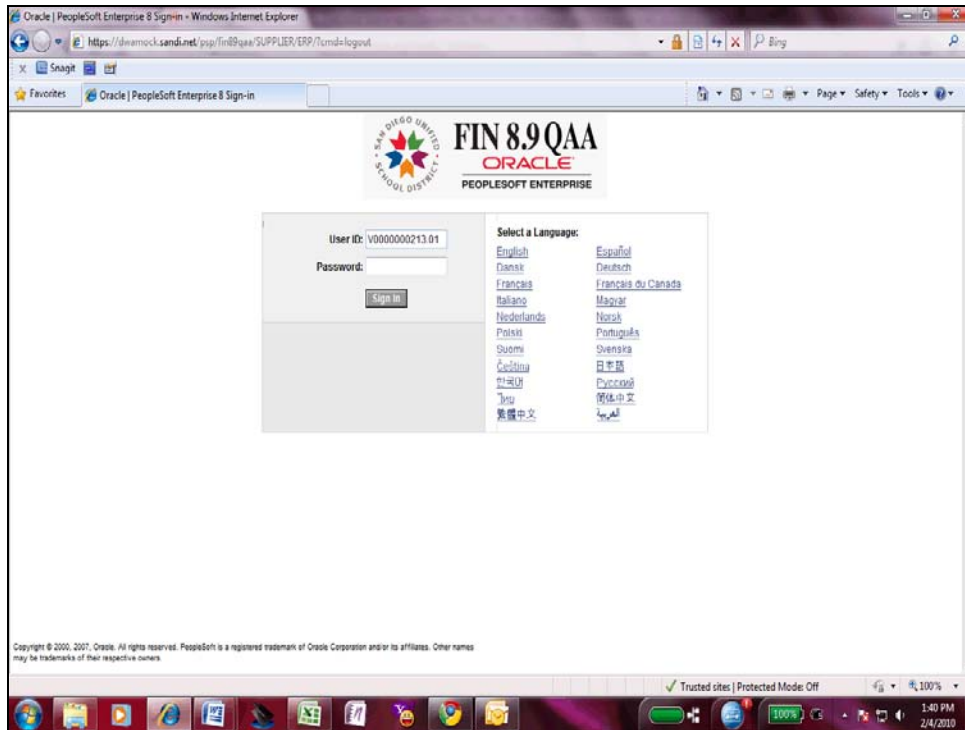 Oracle | PeopleSoft Enterprise 8 Sign-in - Windows Internet Explorer
https://dwamock.sandi.net/psp/fin89qaa/SUPPLIER/ERP/?cmd=logout
Bing
x Snagit
Favorites Oracle | PeopleSoft Enterprise 8 Sign-in Page Safety Tools
SAN DIEGO UNIFIED SCHOOL DISTRICT
FIN 8.9 QAA
ORACLE
PEOPLESOFT ENTERPRISE
User ID: V0000000213.01
Password:
Sign In
Select a Language:
English Español
Dansk Deutsch
Français Français du Canada
Italiano Magyar
Nederlands Norsk
Polski Português
Suomi Svenska
Čeština 日本語
한국어 Русский
ไทย 简体中文
繁體中文 العربية
Copyright © 2000, 2007, Oracle. All rights reserved. PeopleSoft is a registered trademark of Oracle Corporation and/or its affiliates. Other names
may be trademarks of their respective owners.
Trusted sites | Protected Mode: Off 100%
100% 1:40 PM
2/4/2010